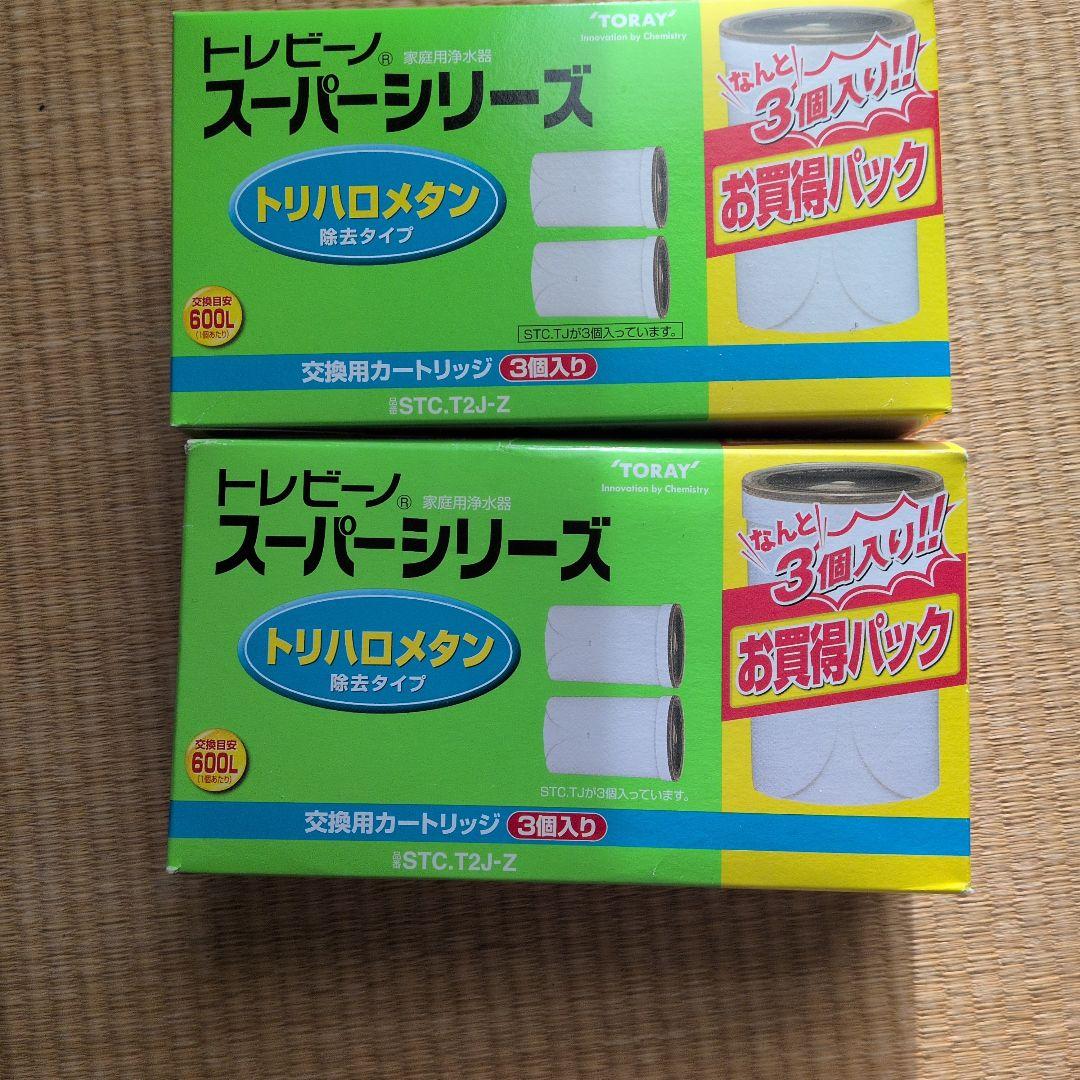 トレビーノ® 家庭用浄水器
スーパーシリーズ
'TORAY'
Innovation by Chemistry
トリハロメタン
除去タイプ
なんと
3個入り!!
お買得パック
交換目安
600L
(1個あたり)
STC.TJが3個入っています。
交換用カートリッジ 3個入り
品番 STC.T2J-Z
トレビーノ® 家庭用浄水器
スーパーシリーズ
'TORAY'
Innovation by Chemistry
トリハロメタン
除去タイプ
なんと
3個入り!!
お買得パック
交換目安
600L
(1個あたり)
STC.TJが3個入っています。
交換用カートリッジ 3個入り
品番 STC.T2J-Z